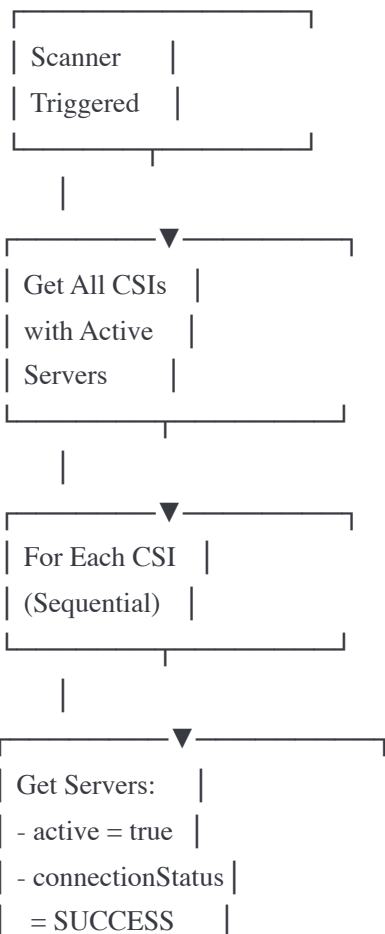 Scanner
Triggered
Get All CSIs
with Active
Servers
For Each CSI
(Sequential)
Get Servers:
- active = true
- connectionStatus
= SUCCESS